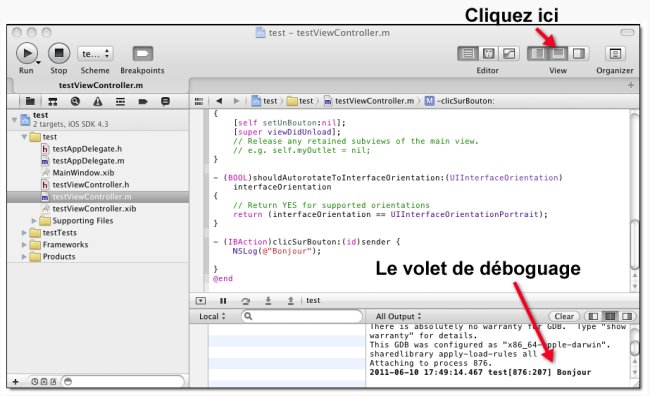 Cliquez ici
test – testViewController.m
te...
Run Stop Scheme Breakpoints Editor View Organizer
testViewController.m
test
2 targets, iOS SDK 4.3
test
testAppDelegate.h
testAppDelegate.m
MainWindow.xib
testViewController.h
testViewController.m
testViewController.xib
Supporting Files
testTests
Frameworks
Products
test test testViewController.m M -clicSurBouton:
{
[self setUnBouton:nil];
[super viewDidUnload];
// Release any retained subviews of the main view.
// e.g. self.myOutlet = nil;
}
- (BOOL)shouldAutorotateToInterfaceOrientation:(UIInterfaceOrientation)
interfaceOrientation
{
// Return YES for supported orientations
return (interfaceOrientation == UIInterfaceOrientationPortrait);
}
- (IBAction)clicSurBouton:(id)sender {
NSLog(@"Bonjour");
}
@end
Le volet de déboguage
test
Local All Output Clear
There is absolutely no warranty for GDB. Type "show
warranty" for details.
This GDB was configured as "x86_64-apple-darwin".
sharedlibrary apply-load-rules all
Attaching to process 876.
2011-06-10 17:49:14.467 test[876:207] Bonjour